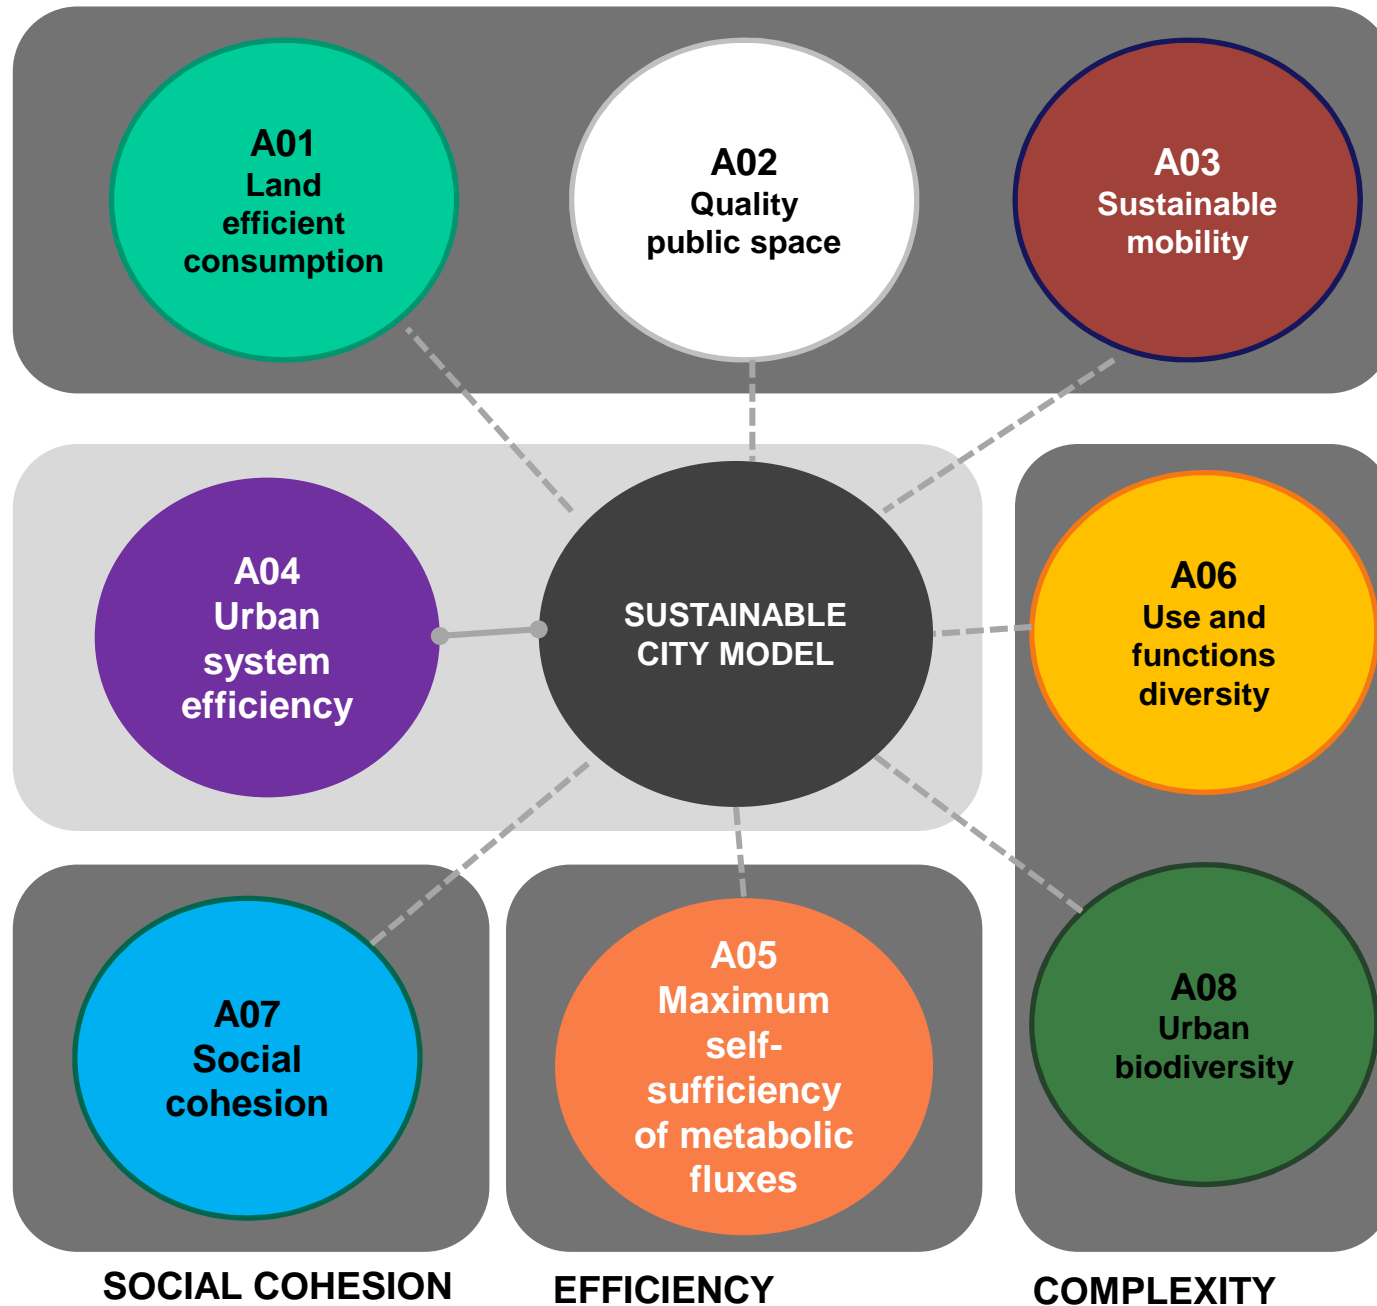 A01
Land
efficient
consumption
A02
Quality
public space
A03
Sustainable
mobility
A04
Urban
system
efficiency
SUSTAINABLE
CITY MODEL
A06
Use and
functions
diversity
A07
Social
cohesion
A05
Maximum
self-
sufficiency
of metabolic
fluxes
A08
Urban
biodiversity
SOCIAL COHESION
EFFICIENCY
COMPLEXITY